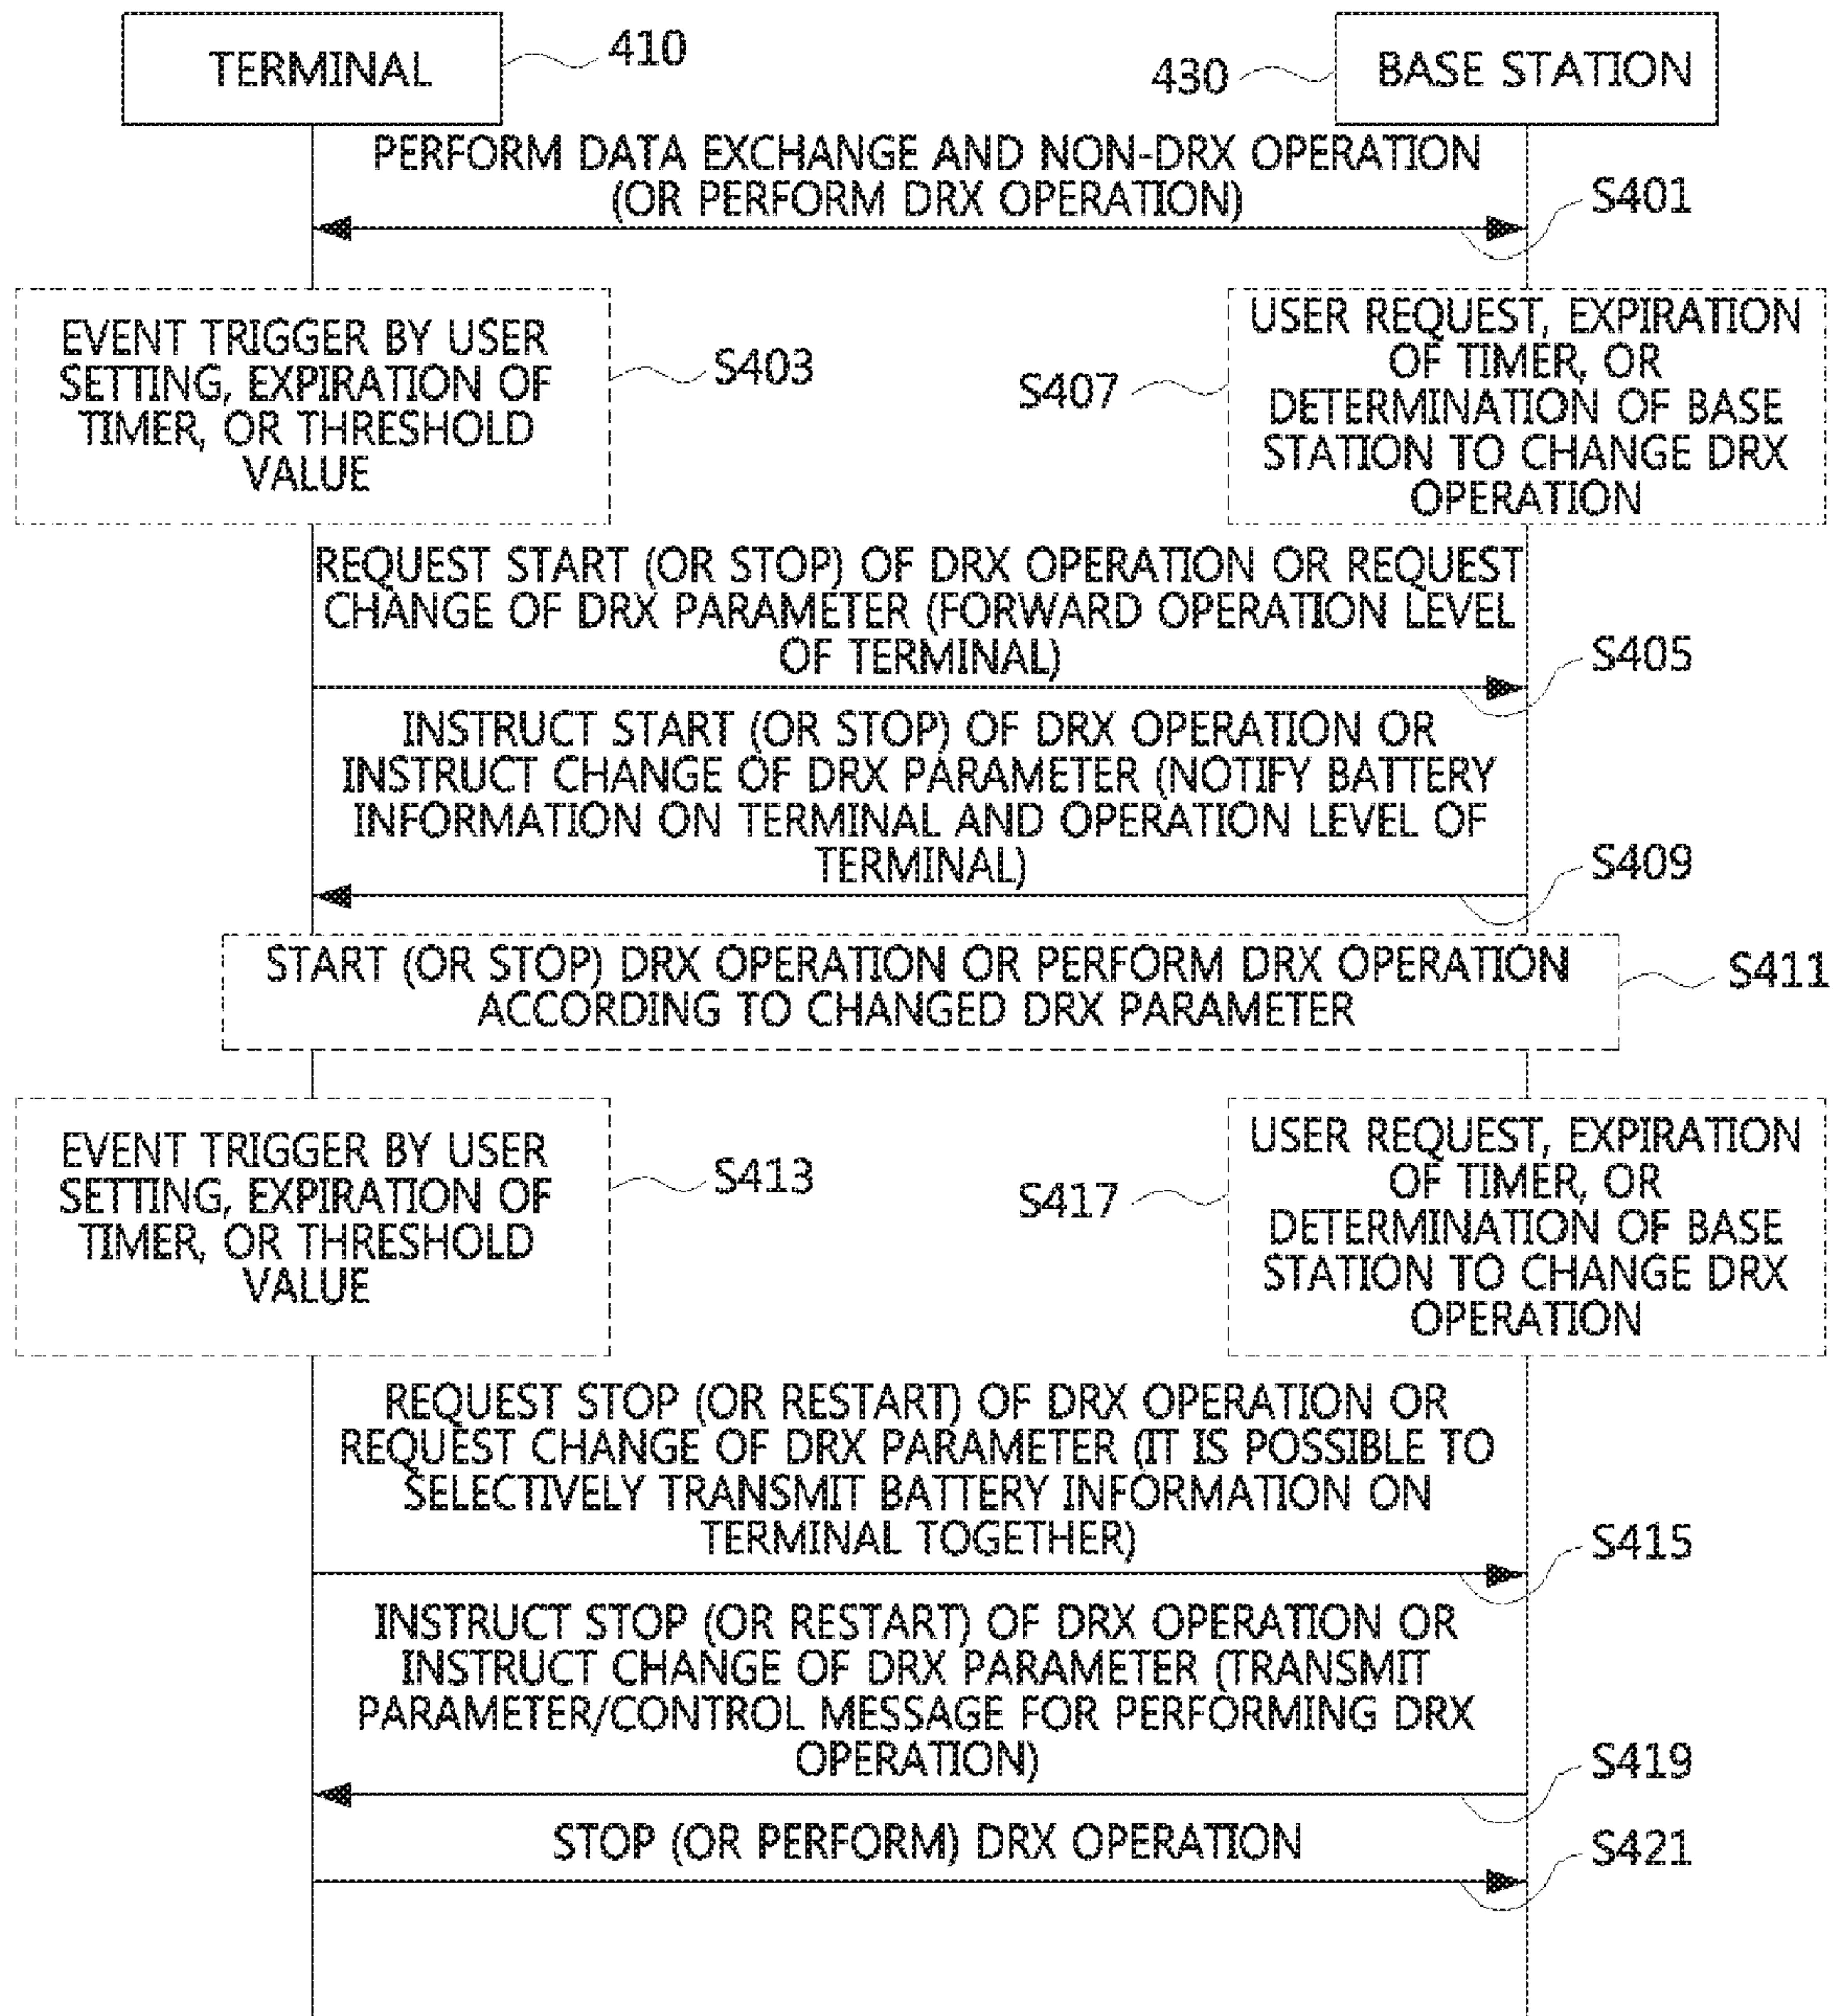 TERMINAL
410
430
BASE STATION
PERFORM DATA EXCHANGE AND NON-DRX OPERATION
(OR PERFORM DRX OPERATION)
S401
EVENT TRIGGER BY USER
SETTING, EXPIRATION OF
TIMER, OR THRESHOLD
VALUE
S403
S407
USER REQUEST, EXPIRATION
OF TIMER, OR
DETERMINATION OF BASE
STATION TO CHANGE DRX
OPERATION
REQUEST START (OR STOP) OF DRX OPERATION OR REQUEST
CHANGE OF DRX PARAMETER (FORWARD OPERATION LEVEL
OF TERMINAL)
S405
INSTRUCT START (OR STOP) OF DRX OPERATION OR
INSTRUCT CHANGE OF DRX PARAMETER (NOTIFY BATTERY
INFORMATION ON TERMINAL AND OPERATION LEVEL OF
TERMINAL)
S409
START (OR STOP) DRX OPERATION OR PERFORM DRX OPERATION
ACCORDING TO CHANGED DRX PARAMETER
S411
EVENT TRIGGER BY USER
SETTING, EXPIRATION OF
TIMER, OR THRESHOLD
VALUE
S413
S417
USER REQUEST, EXPIRATION
OF TIMER, OR
DETERMINATION OF BASE
STATION TO CHANGE DRX
OPERATION
REQUEST STOP (OR RESTART) OF DRX OPERATION OR
REQUEST CHANGE OF DRX PARAMETER (IT IS POSSIBLE TO
SELECTIVELY TRANSMIT BATTERY INFORMATION ON
TERMINAL TOGETHER)
S415
INSTRUCT STOP (OR RESTART) OF DRX OPERATION OR
INSTRUCT CHANGE OF DRX PARAMETER (TRANSMIT
PARAMETER/CONTROL MESSAGE FOR PERFORMING DRX
OPERATION)
S419
STOP (OR PERFORM) DRX OPERATION
S421